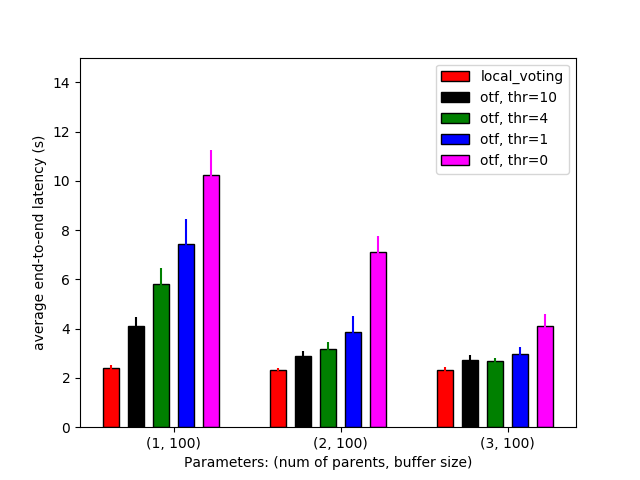 14
12
10
8
6
4
2
0
average end-to-end latency (s)
local_voting
otf, thr=10
otf, thr=4
otf, thr=1
otf, thr=0
(1, 100) (2, 100) (3, 100)
Parameters: (num of parents, buffer size)